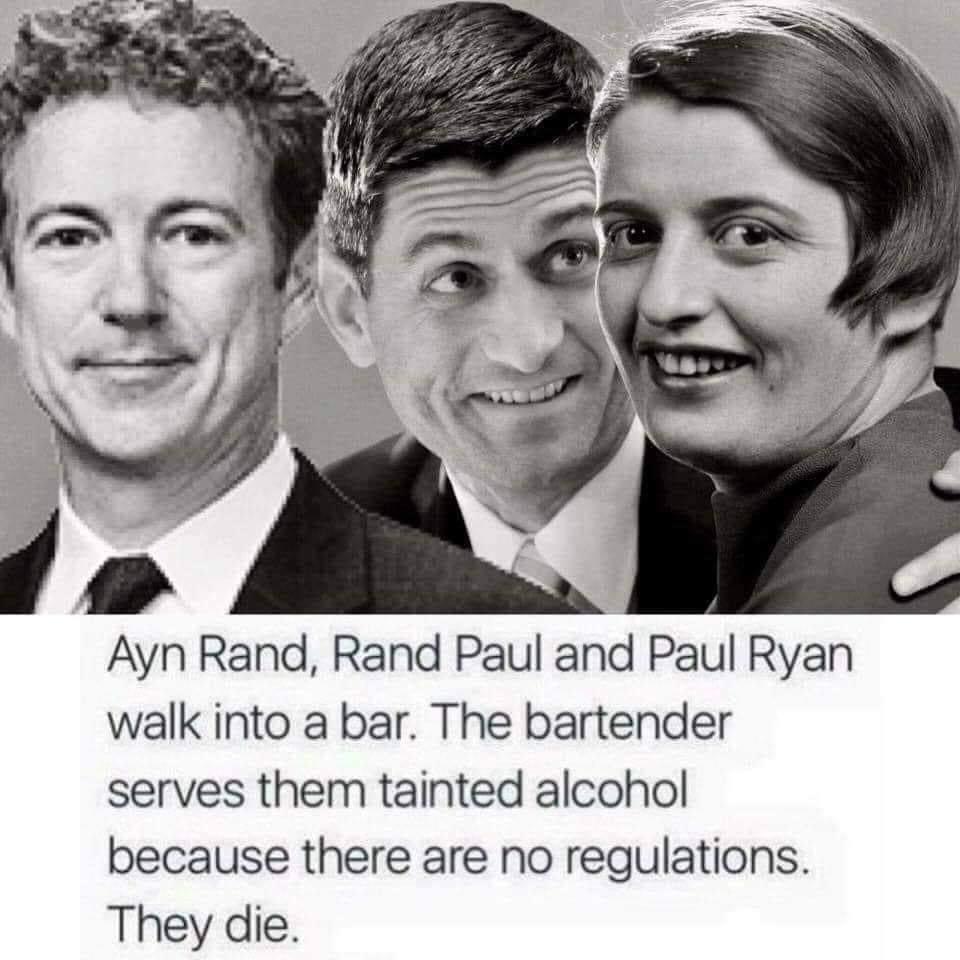 Ayn Rand, Rand Paul and Paul Ryan
walk into a bar. The bartender
serves them tainted alcohol
because there are no regulations.
They die.